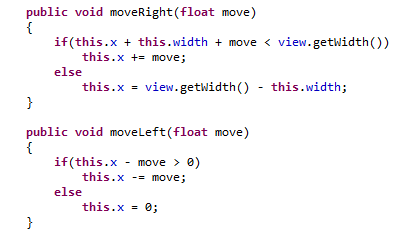 public void moveRight(float move)
{
    if(this.x + this.width + move < view.getWidth())
        this.x += move;
    else
        this.x = view.getWidth() - this.width;
}

public void moveLeft(float move)
{
    if(this.x - move > 0)
        this.x -= move;
    else
        this.x = 0;
}